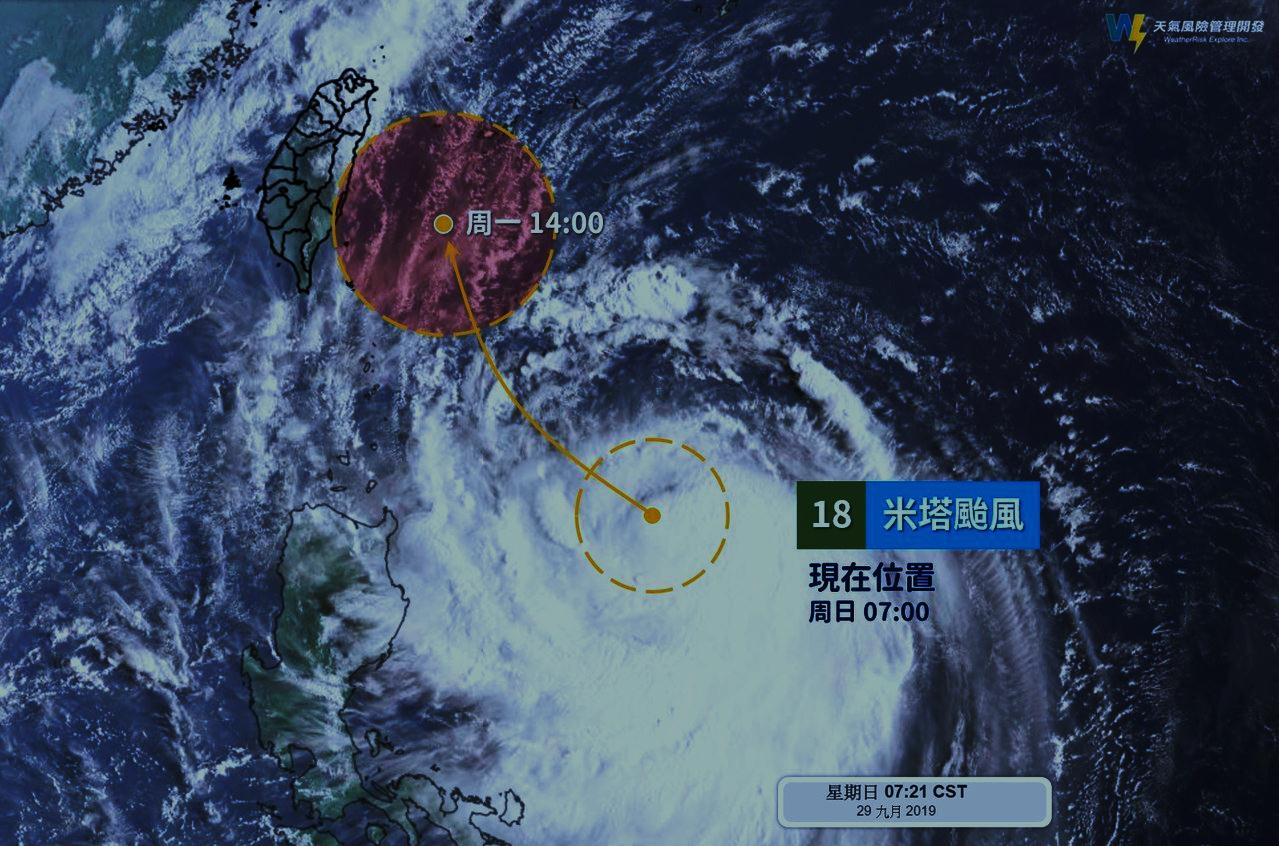 天氣風險管理開發
WeatherRisk Explore Inc.
周一 14:00
18 米塔颱風
現在位置
周日 07:00
星期日 07:21 CST
29 九月 2019